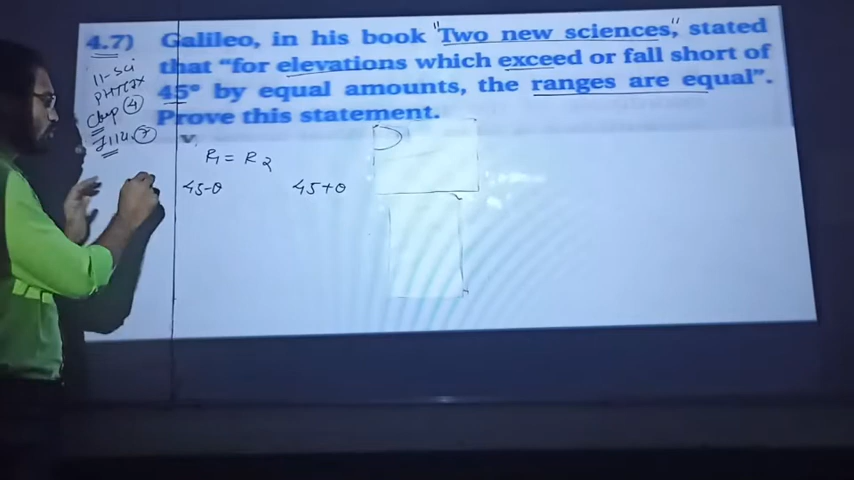 4.7) Galileo, in his book "Two new sciences," stated
that "for elevations which exceed or fall short of
45° by equal amounts, the ranges are equal".
Prove this statement.
11-Sci
Chap 4
R1 = R2
45-θ 45+θ